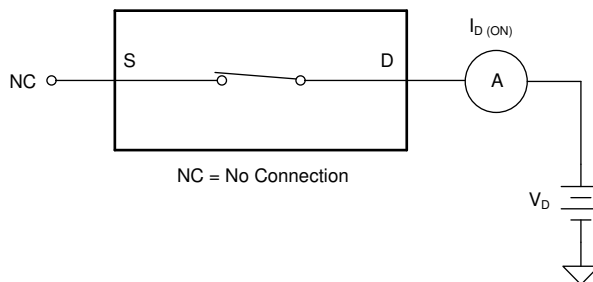 I_D (ON)
S
D
NC
A
NC = No Connection
V_D